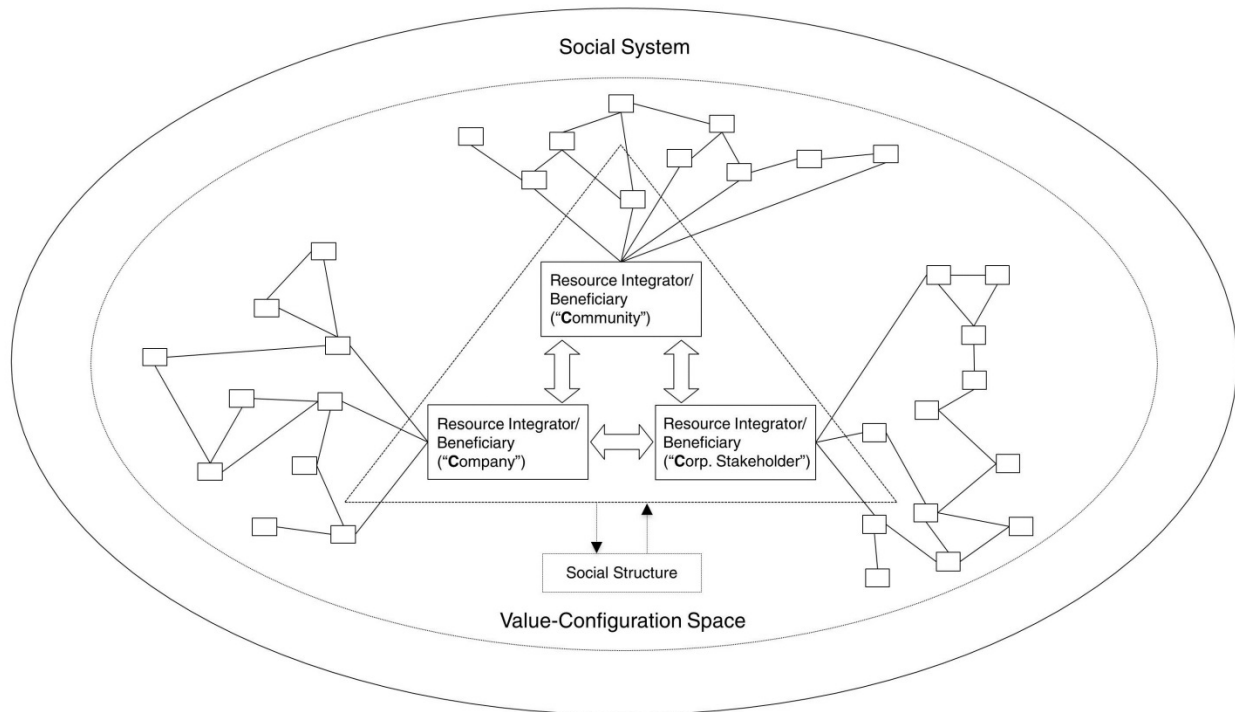 Social System
Resource Integrator/
Beneficiary
(“Community”)
Resource Integrator/
Beneficiary
(“Company”)
Resource Integrator/
Beneficiary
(“Corp. Stakeholder”)
Social Structure
Value-Configuration Space